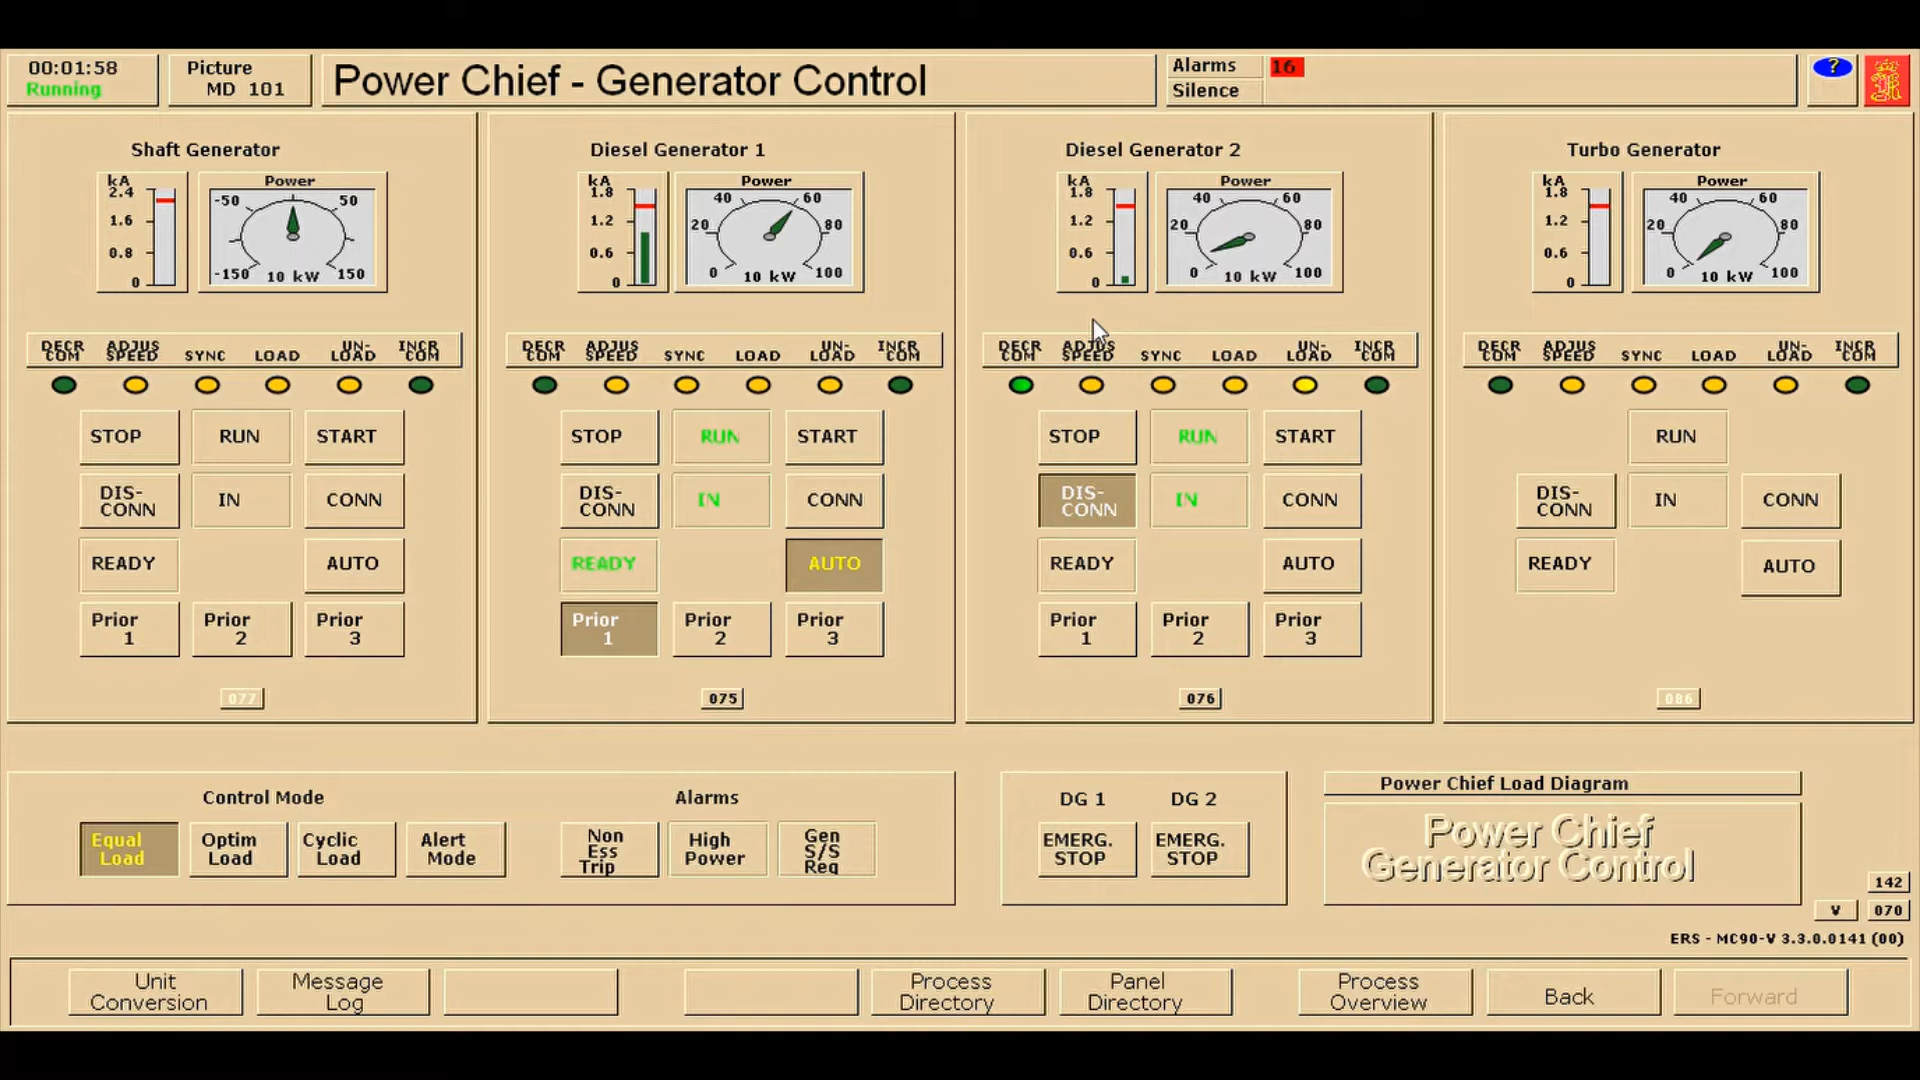 00:01:58
Running
Picture
MD 101
Power Chief - Generator Control
Alarms 16
Silence
?
Shaft Generator
kA
2.4
1.6
0.8
0
Power
-50 50
-150 10 kW 150
DECR COM ADJUS SPEED SYNC LOAD UN-LOAD INCR COM
STOP RUN START
DIS-CONN IN CONN
READY AUTO
Prior 1 Prior 2 Prior 3
077
Diesel Generator 1
kA
1.8
1.2
0.6
0
Power
40 60
20 80
0 10 kW 100
DECR COM ADJUS SPEED SYNC LOAD UN-LOAD INCR COM
STOP RUN START
DIS-CONN IN CONN
READY AUTO
Prior 1 Prior 2 Prior 3
075
Diesel Generator 2
kA
1.8
1.2
0.6
0
Power
40 60
20 80
0 10 kW 100
DECR COM ADJUS SPEED SYNC LOAD UN-LOAD INCR COM
STOP RUN START
DIS-CONN IN CONN
READY AUTO
Prior 1 Prior 2 Prior 3
076
Turbo Generator
kA
1.8
1.2
0.6
0
Power
40 60
20 80
0 10 kW 100
DECR COM ADJUS SPEED SYNC LOAD UN-LOAD INCR COM
RUN
DIS-CONN IN CONN
READY AUTO
086
Control Mode
Equal Load
Optim Load
Cyclic Load
Alert Mode
Alarms
Non Ess Trip
High Power
Gen S/S Req
DG 1 DG 2
EMERG. STOP EMERG. STOP
Power Chief Load Diagram
Power Chief
Generator Control
142
V 070
ERS - MC90-V 3.3.0.0141 (00)
Unit Conversion
Message Log
Process Directory
Panel Directory
Process Overview
Back
Forward